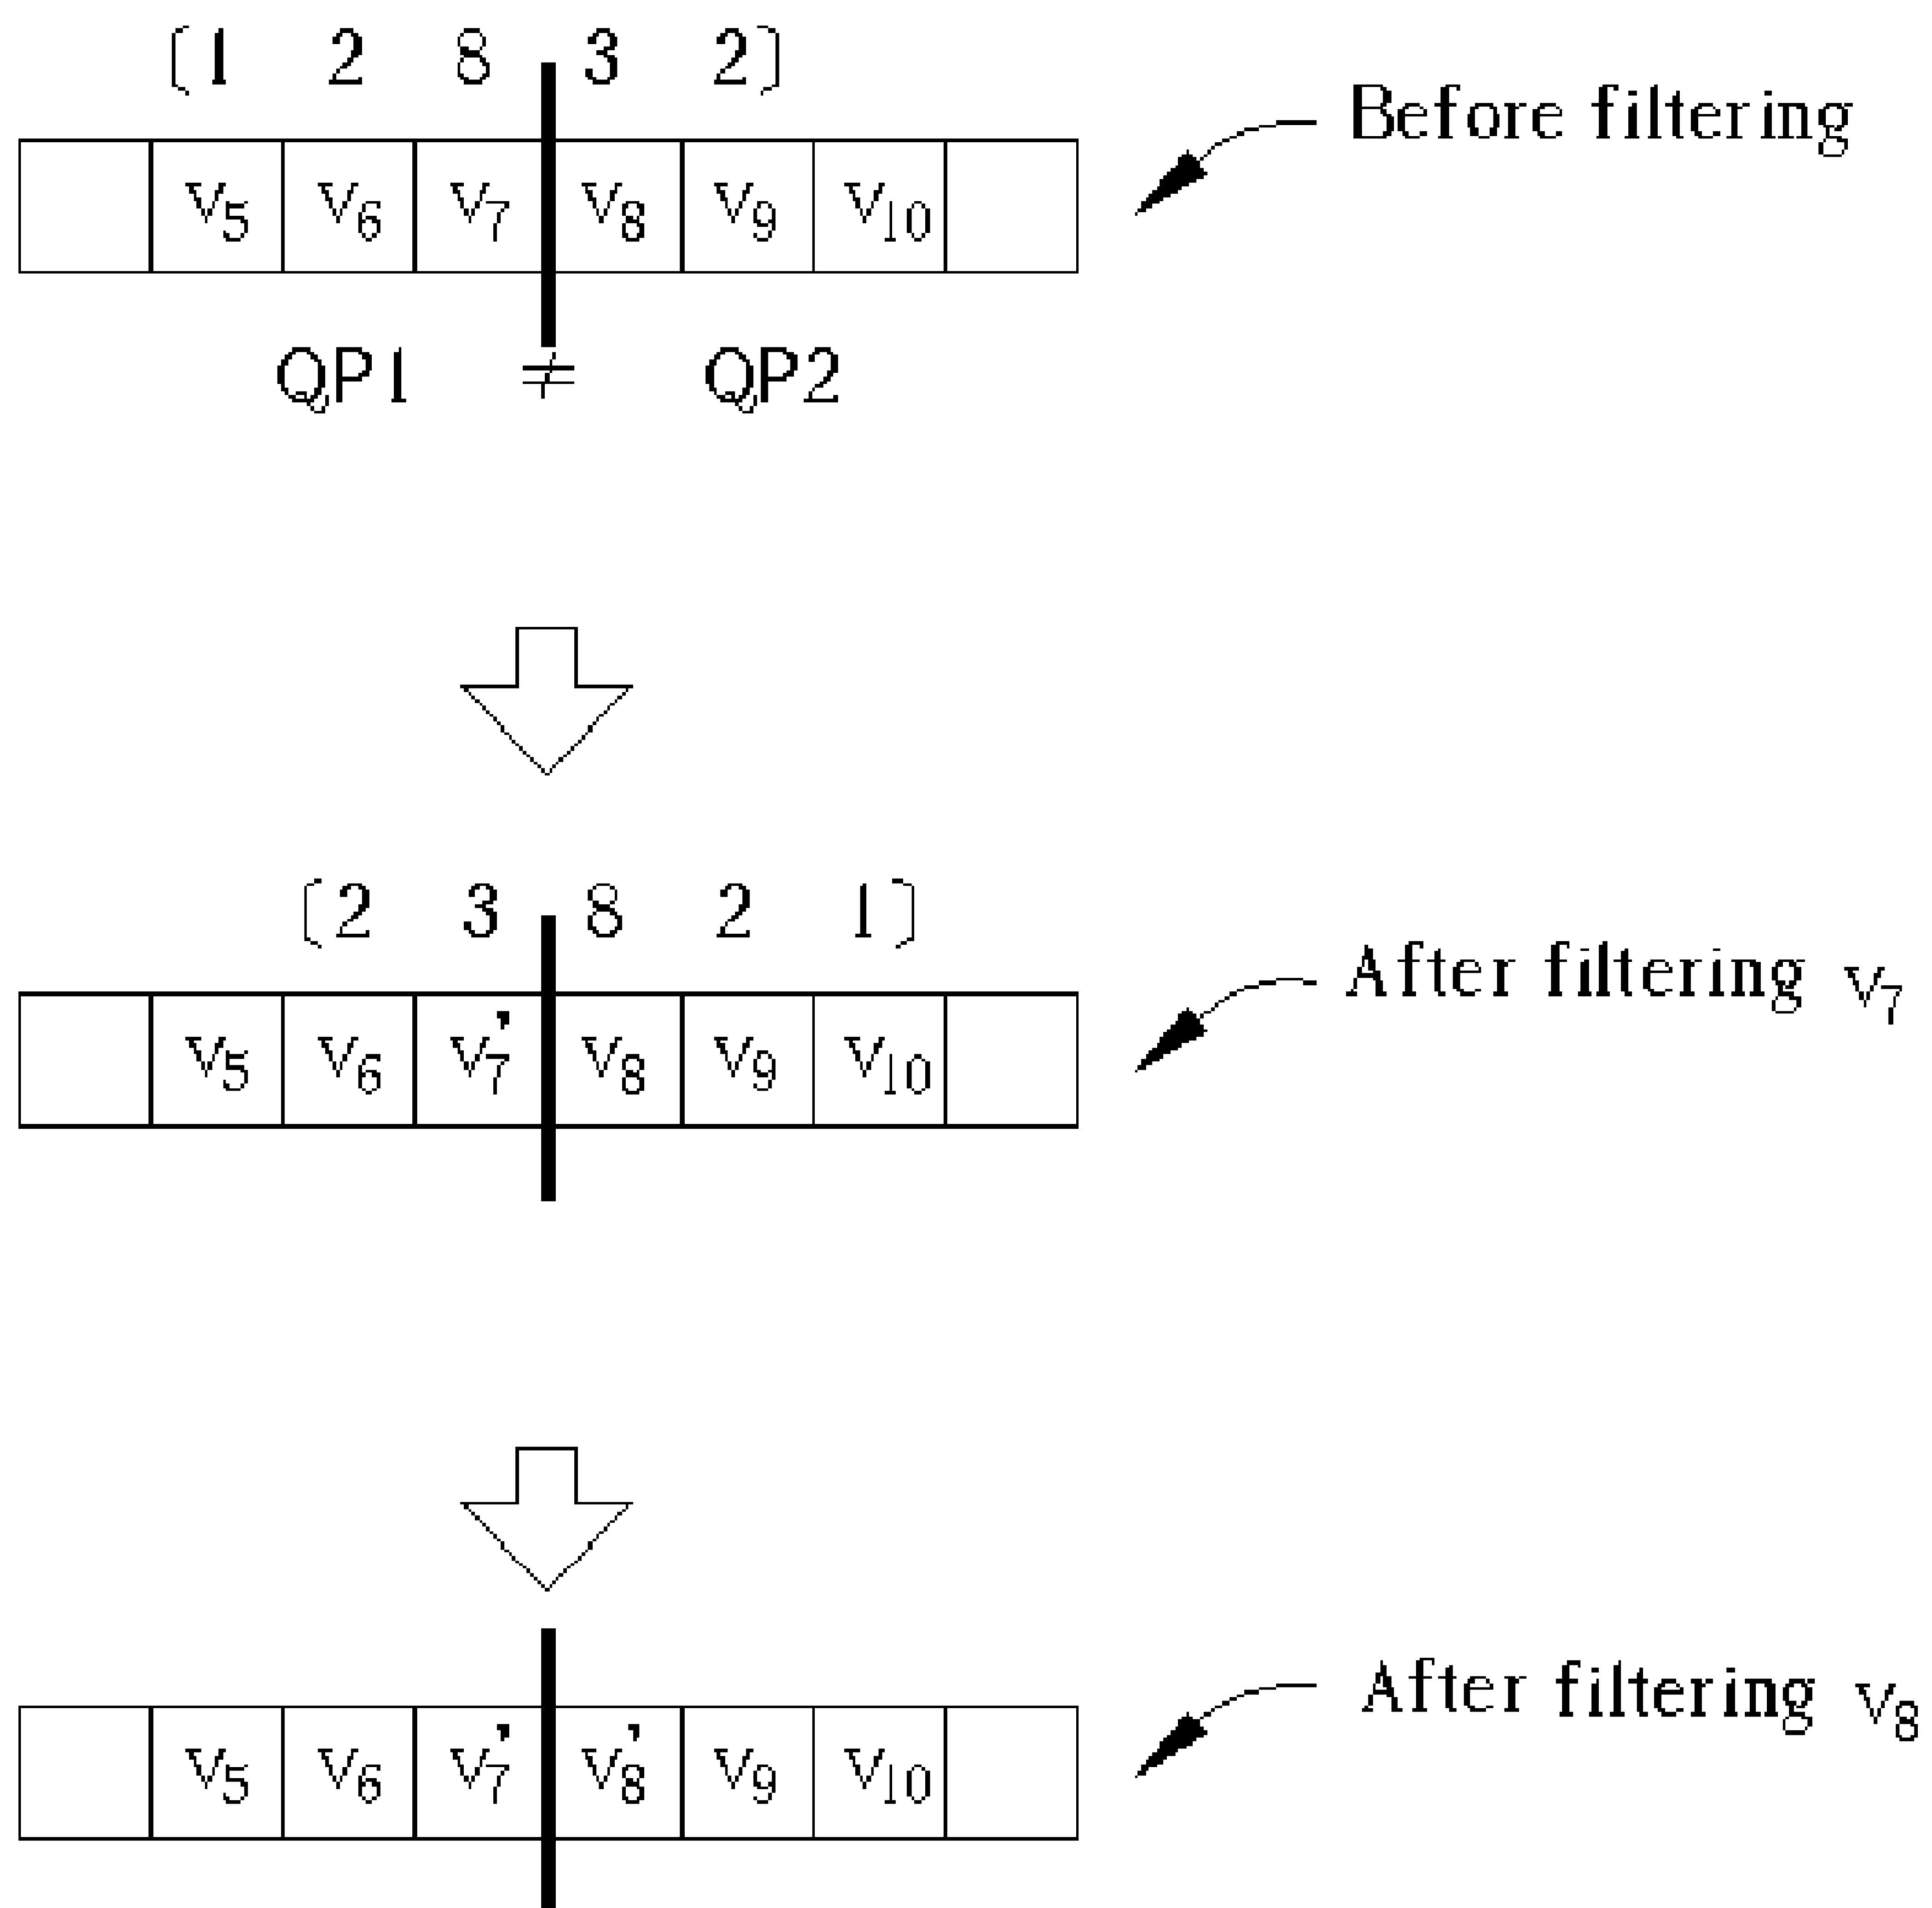 (1 2 8 3 2)
Before filtering
v5 v6 v7 v8 v9 v10
QP1 ≠ QP2
(2 3 8 2 1)
After filtering v7
v5 v6 v7' v8 v9 v10
After filtering v8
v5 v6 v7' v8' v9 v10